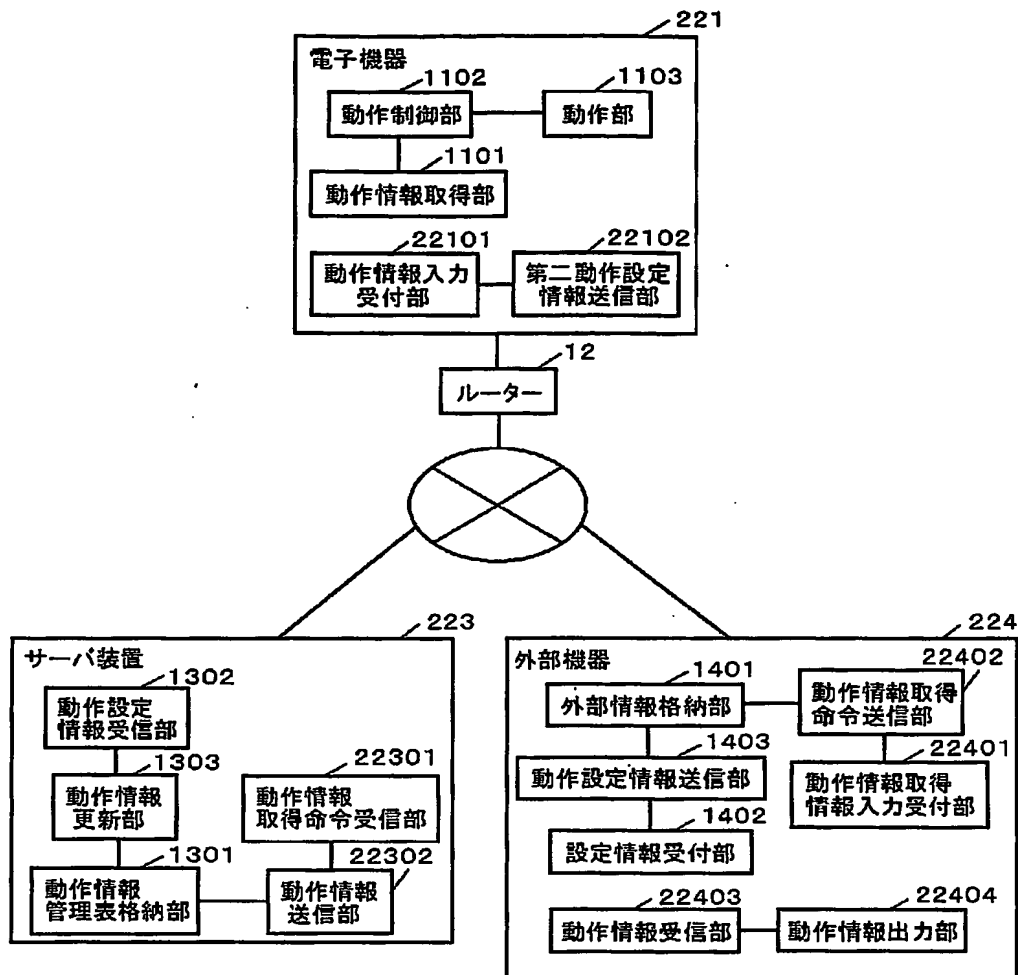 221
電子機器
1102
1103
動作制御部
動作部
1101
動作情報取得部
22101
22102
動作情報入力
受付部
第二動作設定
情報送信部
12
ルーター
223
サーバ装置
1302
動作設定
情報受信部
1303
動作情報
更新部
22301
動作情報
取得命令受信部
1301
動作情報
管理表格納部
22302
動作情報
送信部
224
外部機器
1401
外部情報格納部
22402
動作情報取得
命令送信部
1403
動作設定情報送信部
22401
動作情報取得
情報入力受付部
1402
設定情報受付部
22403
動作情報受信部
22404
動作情報出力部